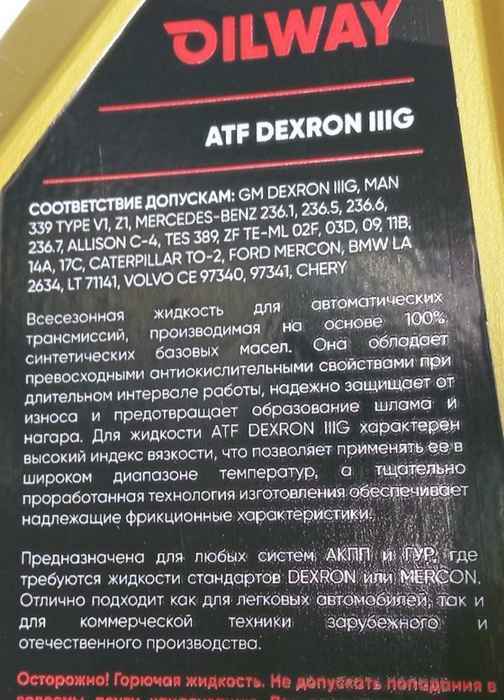 OILWAY
ATF DEXRON IIIG
СООТВЕТСТВИЕ ДОПУСКАМ: GM DEXRON IIIG, MAN
339 TYPE V1, Z1, MERCEDES-BENZ 236.1, 236.5, 236.6,
236.7, ALLISON C-4, TES 389, ZF TE-ML 02F, 03D, 09, 11B,
14A, 17C, CATERPILLAR TO-2, FORD MERCON, BMW LA
2634, LT 71141, VOLVO CE 97340, 97341, CHERY
Всесезонная жидкость для автоматических
трансмиссий, производимая на основе 100%
синтетических базовых масел. Она обладает
превосходными антиокислительными свойствами при
длительном интервале работы, надежно защищает от
износа и предотвращает образование шлама и
нагара. Для жидкости ATF DEXRON IIIG характерен
высокий индекс вязкости, что позволяет применять ее в
широком диапазоне температур, а тщательно
проработанная технология изготовления обеспечивает
надлежащие фрикционные характеристики.
Предназначена для любых систем АКПП и ГУР, где
требуются жидкости стандартов DEXRON или MERCON.
Отлично подходит как для легковых автомобилей, так и
для коммерческой техники зарубежного и
отечественного производства.
Осторожно! Горючая жидкость. Не допускать попадания в